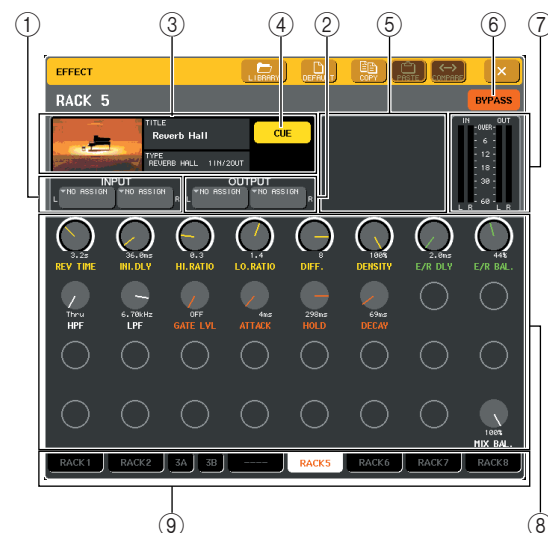 ① ③ ④ ② ⑤ ⑥ ⑦
EFFECT LIBRARY DEFAULT COPY PASTE COMPARE ×
RACK 5 BYPASS
TITLE
Reverb Hall
CUE
TYPE
REVERB HALL 1IN/2OUT
IN OUT
OVER
6
12
18
30
60
L R L R
INPUT OUTPUT
L NO ASSIGN NO ASSIGN R L NO ASSIGN NO ASSIGN R
3.2s 36.0ms 0.3 1.4 8 100% 2.0ms 44%
REV TIME INI.DLY HI.RATIO LO.RATIO DIFF. DENSITY E/R DLY E/R BAL.
Thru 6.70kHz OFF 4ms 298ms 69ms
HPF LPF GATE LVL ATTACK HOLD DECAY
100%
MIX BAL.
RACK1 RACK2 3A 3B ---- RACK5 RACK6 RACK7 RACK8
⑨ ⑧